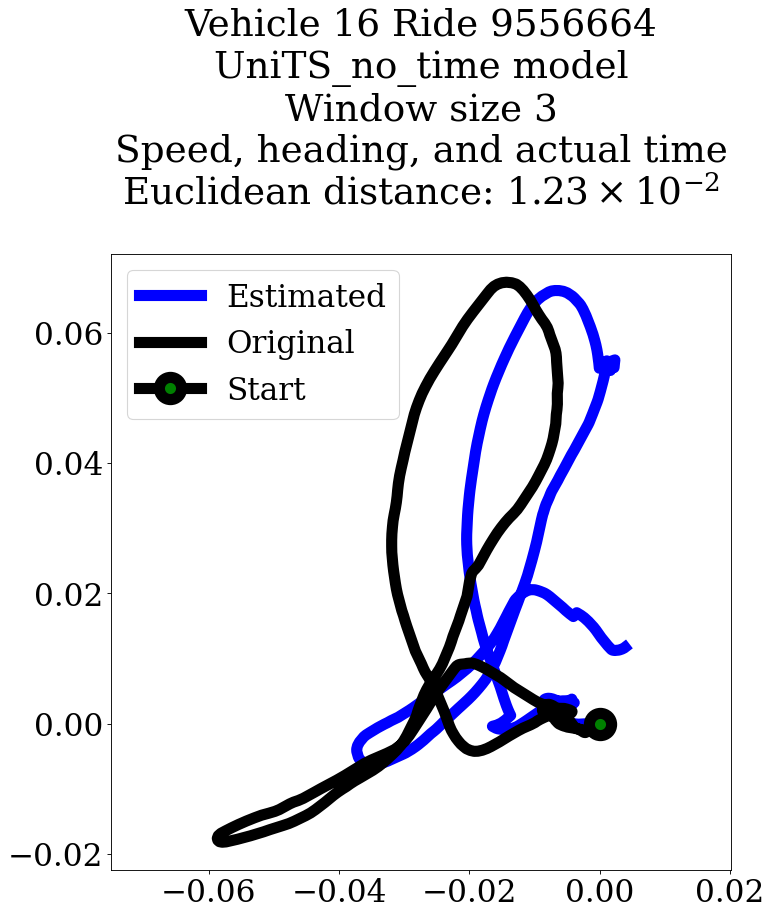 Vehicle 16 Ride 9556664
UniTS_no_time model
Window size 3
Speed, heading, and actual time
Euclidean distance: $1.23 \times 10^{-2}$
Estimated
Original
Start
0.06
0.04
0.02
0.00
−0.02
−0.06 −0.04 −0.02 0.00 0.02